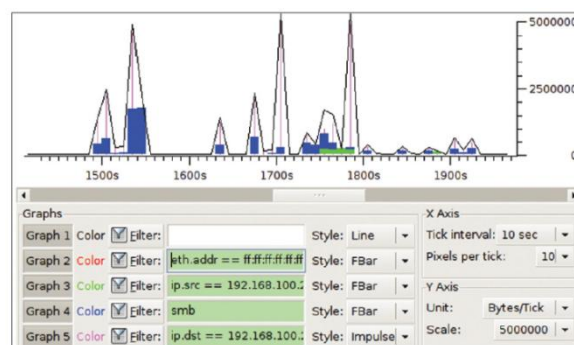 5000000
2500000
0
1500s 1600s 1700s 1800s 1900s
Graphs
Graph 1 Color Filter: Style: Line
Graph 2 Color Filter: eth.addr == ff:ff:ff:ff:ff:ff Style: FBar
Graph 3 Color Filter: ip.src == 192.168.100.2 Style: FBar
Graph 4 Color Filter: smb Style: FBar
Graph 5 Color Filter: ip.dst == 192.168.100.2 Style: Impulse
X Axis
Tick interval: 10 sec
Pixels per tick: 10
Y Axis
Unit: Bytes/Tick
Scale: 5000000